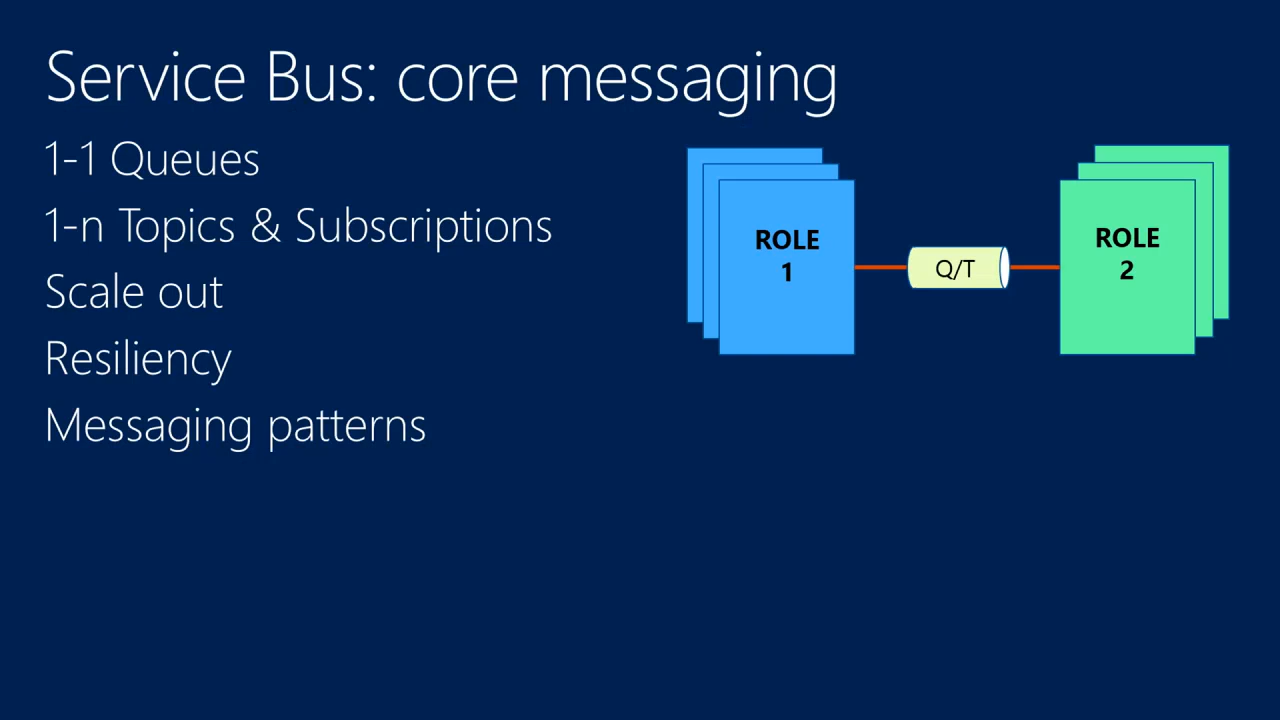 Service Bus: core messaging
1-1 Queues
1-n Topics & Subscriptions
Scale out
Resiliency
Messaging patterns
ROLE
1
Q/T
ROLE
2